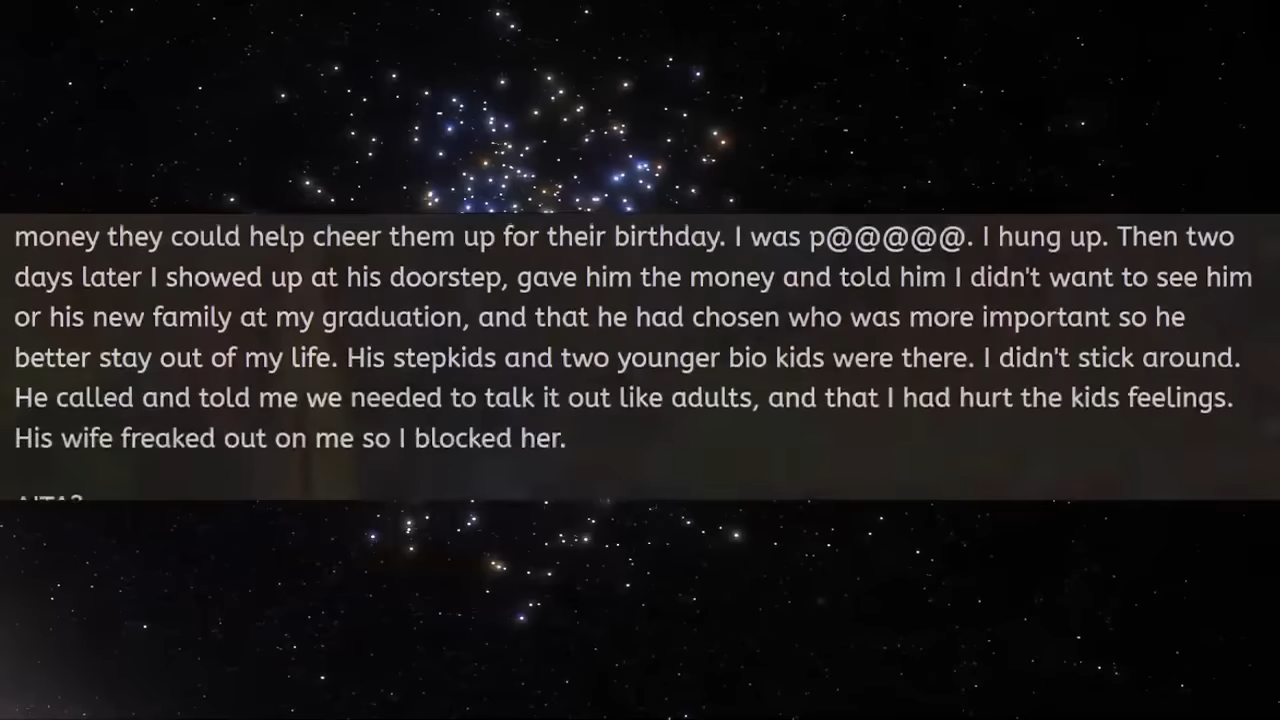 money they could help cheer them up for their birthday. I was p@@@@@. I hung up. Then two
days later I showed up at his doorstep, gave him the money and told him I didn't want to see him
or his new family at my graduation, and that he had chosen who was more important so he
better stay out of my life. His stepkids and two younger bio kids were there. I didn't stick around.
He called and told me we needed to talk it out like adults, and that I had hurt the kids feelings.
His wife freaked out on me so I blocked her.